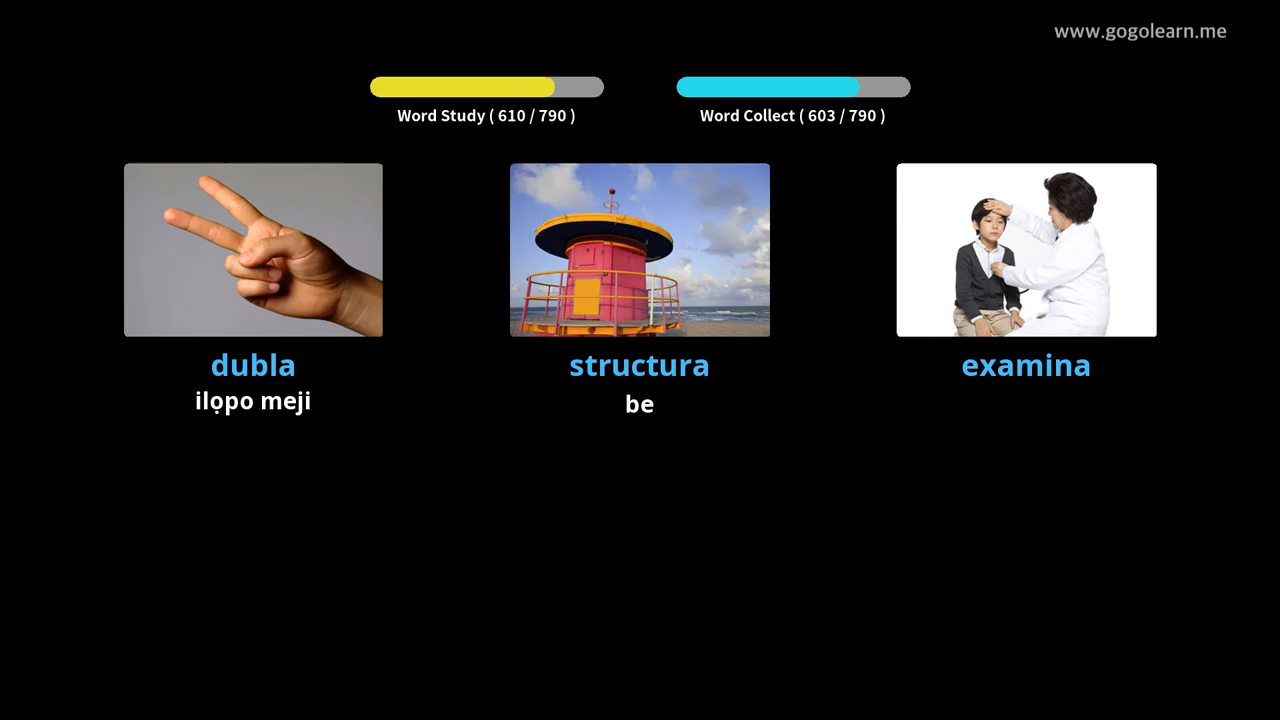 www.gogolearn.me
Word Study ( 610 / 790 )
Word Collect ( 603 / 790 )
dubla
structura
examina
ilọpo meji
be